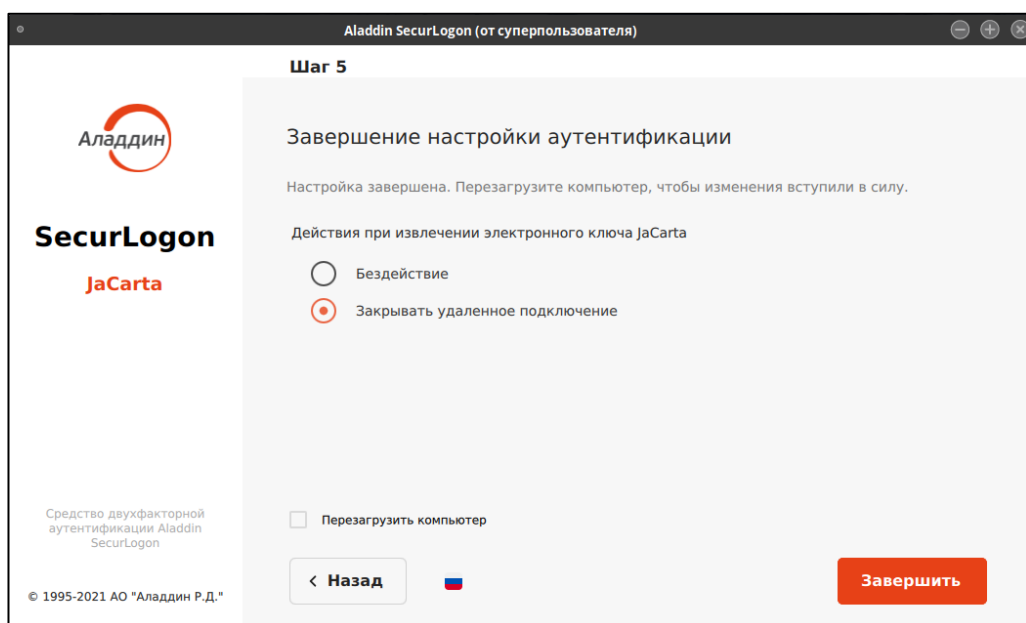 Aladdin SecurLogon (от суперпользователя)
Шаг 5
Аладдин
SecurLogon
JaCarta
Завершение настройки аутентификации
Настройка завершена. Перезагрузите компьютер, чтобы изменения вступили в силу.
Действия при извлечении электронного ключа JaCarta
Бездействие
Закрывать удаленное подключение
Средство двухфакторной
аутентификации Aladdin
SecurLogon
© 1995-2021 АО "Аладдин Р.Д."
Перезагрузить компьютер
Назад
Завершить